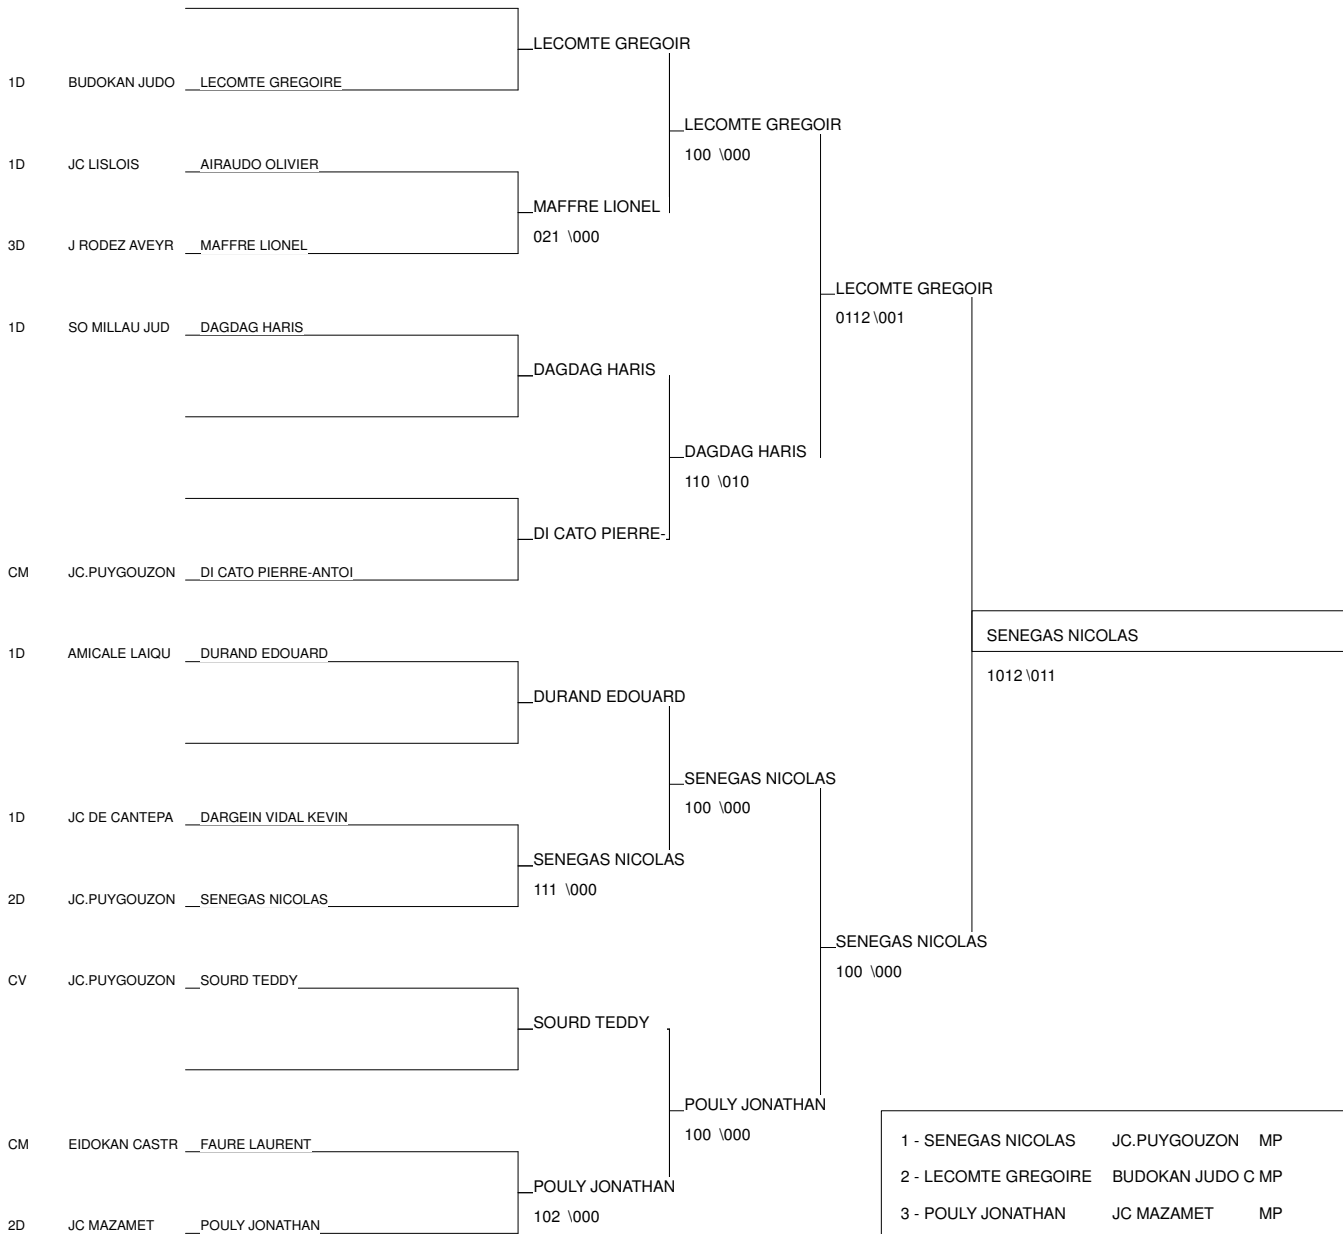 LECOMTE GREGOIR
1D BUDOKAN JUDO LECOMTE GREGOIRE
LECOMTE GREGOIR
100 \000
1D JC LISLOIS AIRAUDO OLIVIER
MAFFRE LIONEL
021 \000
3D J RODEZ AVEYR MAFFRE LIONEL
LECOMTE GREGOIR
0112 \001
1D SO MILLAU JUD DAGDAG HARIS
DAGDAG HARIS
DAGDAG HARIS
110 \010
DI CATO PIERRE-
CM JC.PUYGOUZON DI CATO PIERRE-ANTOI
SENEGAS NICOLAS
1012 \011
1D AMICALE LAIQU DURAND EDOUARD
DURAND EDOUARD
SENEGAS NICOLAS
100 \000
1D JC DE CANTEPA DARGEIN VIDAL KEVIN
SENEGAS NICOLAS
111 \000
2D JC.PUYGOUZON SENEGAS NICOLAS
SENEGAS NICOLAS
100 \000
CV JC.PUYGOUZON SOURD TEDDY
SOURD TEDDY
POULY JONATHAN
100 \000
CM EIDOKAN CASTR FAURE LAURENT
POULY JONATHAN
102 \000
2D JC MAZAMET POULY JONATHAN
1 - SENEGAS NICOLAS JC.PUYGOUZON MP
2 - LECOMTE GREGOIRE BUDOKAN JUDO C MP
3 - POULY JONATHAN JC MAZAMET MP